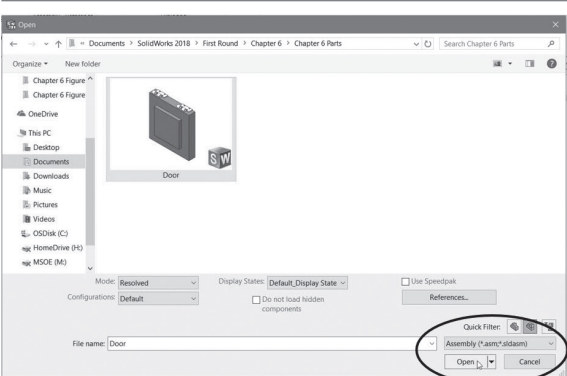 Open
« Documents > SolidWorks 2018 > First Round > Chapter 6 > Chapter 6 Parts
Search Chapter 6 Parts
Organize
New folder
Chapter 6 Figure
Chapter 6 Figure
OneDrive
This PC
Desktop
Documents
Downloads
Music
Pictures
Videos
OSDisk (C:)
HomeDrive (H:)
MSOE (M:)
SW
Door
Mode: Resolved
Display States: Default_Display State
Use Speedpak
Configurations: Default
Do not load hidden
components
References...
Quick Filter:
File name: Door
Assembly (*.asm;*.sldasm)
Open
Cancel